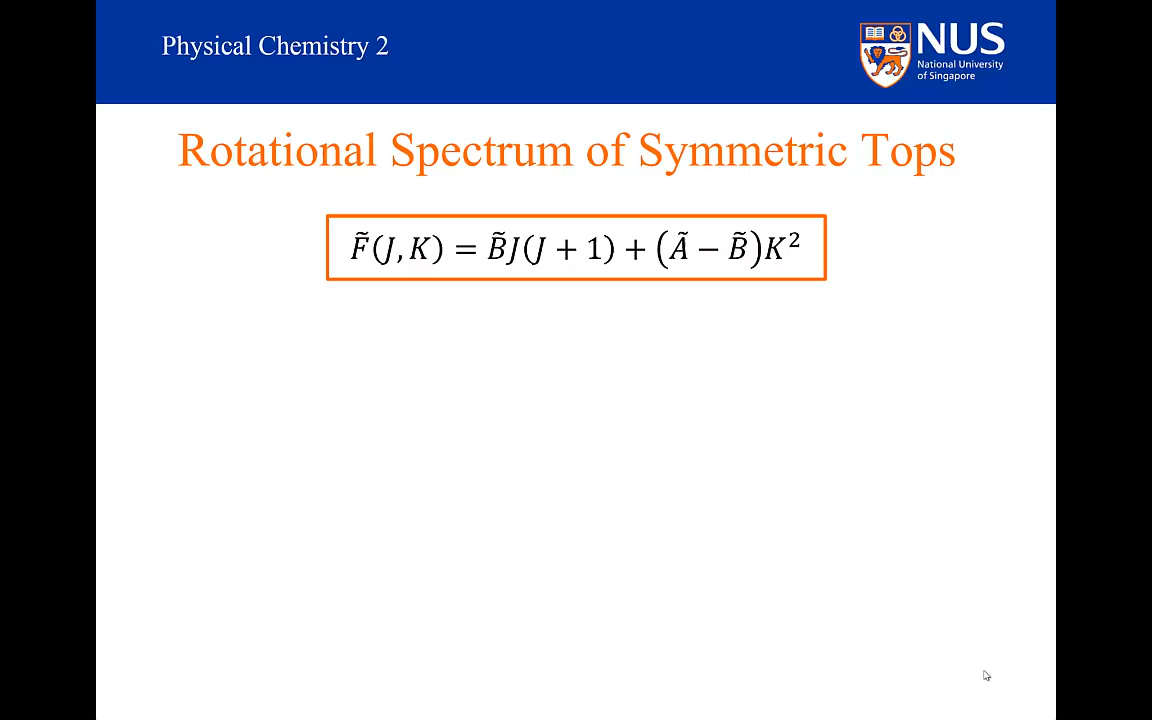 Physical Chemistry 2
NUS
National University
of Singapore
Rotational Spectrum of Symmetric Tops
F̃(J, K) = B̃J(J + 1) + (Ã − B̃)K²